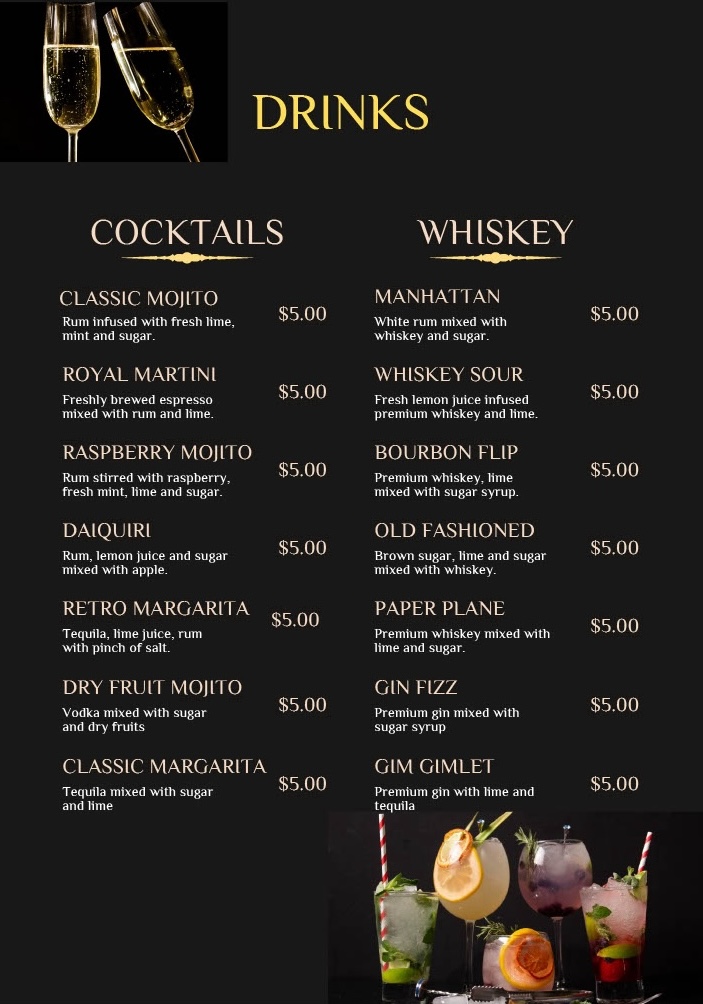 DRINKS
COCKTAILS
CLASSIC MOJITO
$5.00
Rum infused with fresh lime,
mint and sugar.
ROYAL MARTINI
$5.00
Freshly brewed espresso
mixed with rum and lime.
RASPBERRY MOJITO
$5.00
Rum stirred with raspberry,
fresh mint, lime and sugar.
DAIQUIRI
$5.00
Rum, lemon juice and sugar
mixed with apple.
RETRO MARGARITA
$5.00
Tequila, lime juice, rum
with pinch of salt.
DRY FRUIT MOJITO
$5.00
Vodka mixed with sugar
and dry fruits
CLASSIC MARGARITA
$5.00
Tequila mixed with sugar
and lime
WHISKEY
MANHATTAN
$5.00
White rum mixed with
whiskey and sugar.
WHISKEY SOUR
$5.00
Fresh lemon juice infused
premium whiskey and lime.
BOURBON FLIP
$5.00
Premium whiskey, lime
mixed with sugar syrup.
OLD FASHIONED
$5.00
Brown sugar, lime and sugar
mixed with whiskey.
PAPER PLANE
$5.00
Premium whiskey mixed with
lime and sugar.
GIN FIZZ
$5.00
Premium gin mixed with
sugar syrup
GIM GIMLET
$5.00
Premium gin with lime and
tequila